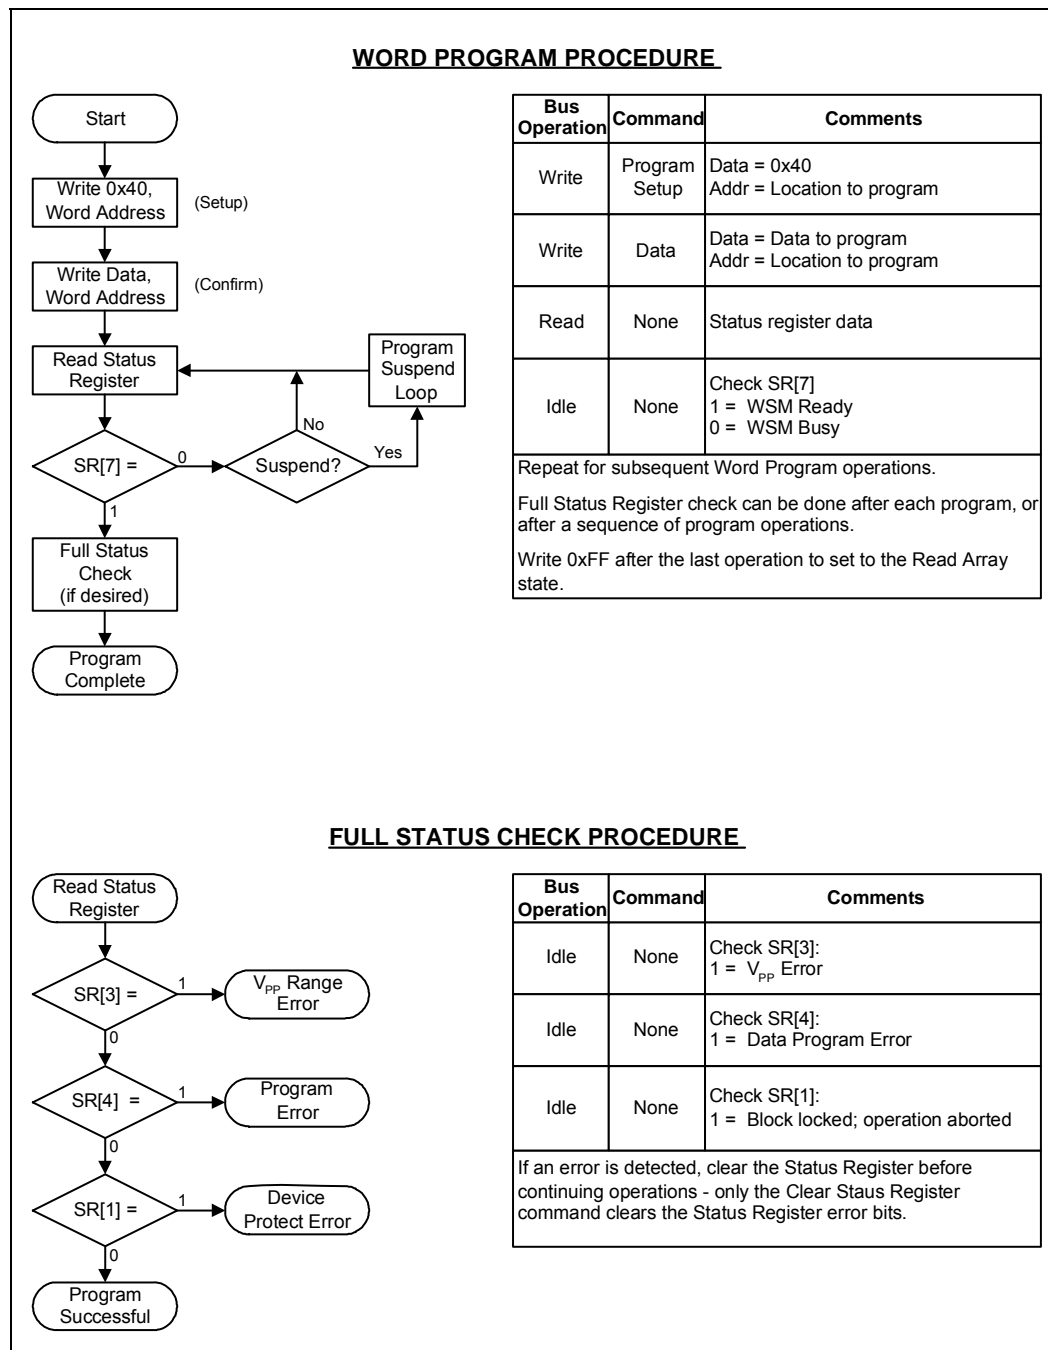 WORD PROGRAM PROCEDURE
Start
Write 0x40,
Word Address
(Setup)
Write Data,
Word Address
(Confirm)
Read Status
Register
Program
Suspend
Loop
No
SR[7] =
0
Suspend?
Yes
1
Full Status
Check
(if desired)
Program
Complete
Bus
Operation
Command
Comments
Write
Program
Setup
Data = 0x40
Addr = Location to program
Write
Data
Data = Data to program
Addr = Location to program
Read
None
Status register data
Idle
None
Check SR[7]
1 = WSM Ready
0 = WSM Busy
Repeat for subsequent Word Program operations.
Full Status Register check can be done after each program, or
after a sequence of program operations.
Write 0xFF after the last operation to set to the Read Array
state.
FULL STATUS CHECK PROCEDURE
Read Status
Register
SR[3] =
1
VPP Range
Error
0
SR[4] =
1
Program
Error
0
SR[1] =
1
Device
Protect Error
0
Program
Successful
Bus
Operation
Command
Comments
Idle
None
Check SR[3]:
1 = VPP Error
Idle
None
Check SR[4]:
1 = Data Program Error
Idle
None
Check SR[1]:
1 = Block locked; operation aborted
If an error is detected, clear the Status Register before
continuing operations - only the Clear Staus Register
command clears the Status Register error bits.